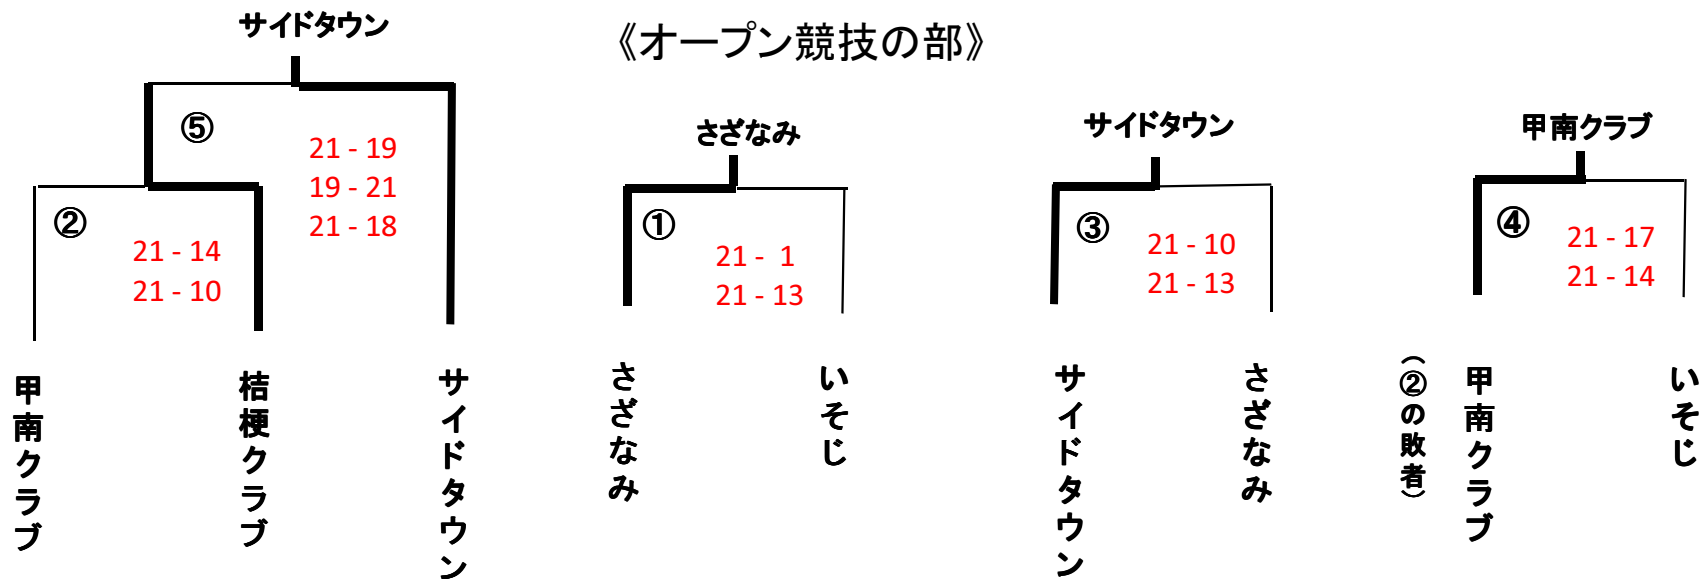 サイドタウン
《オープン競技の部》
⑤
21 - 19
19 - 21
21 - 18
②
21 - 14
21 - 10
甲南クラブ
桔梗クラブ
サイドタウン
さざなみ
①
21 - 1
21 - 13
さざなみ
いそじ
サイドタウン
③
21 - 10
21 - 13
サイドタウン
さざなみ
甲南クラブ
④
21 - 17
21 - 14
（②の敗者）
甲南クラブ
いそじ